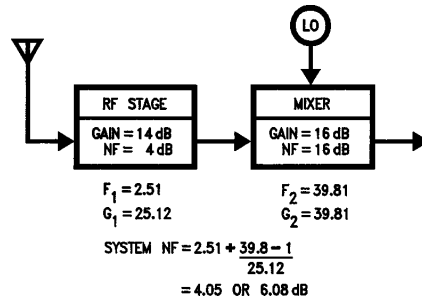 LO
RF STAGE
GAIN = 14 dB
NF = 4 dB
MIXER
GAIN = 16 dB
NF = 16 dB
F1 = 2.51
G1 = 25.12
F2 = 39.81
G2 = 39.81
SYSTEM NF = 2.51 + 39.8 – 1
25.12
= 4.05 OR 6.08 dB